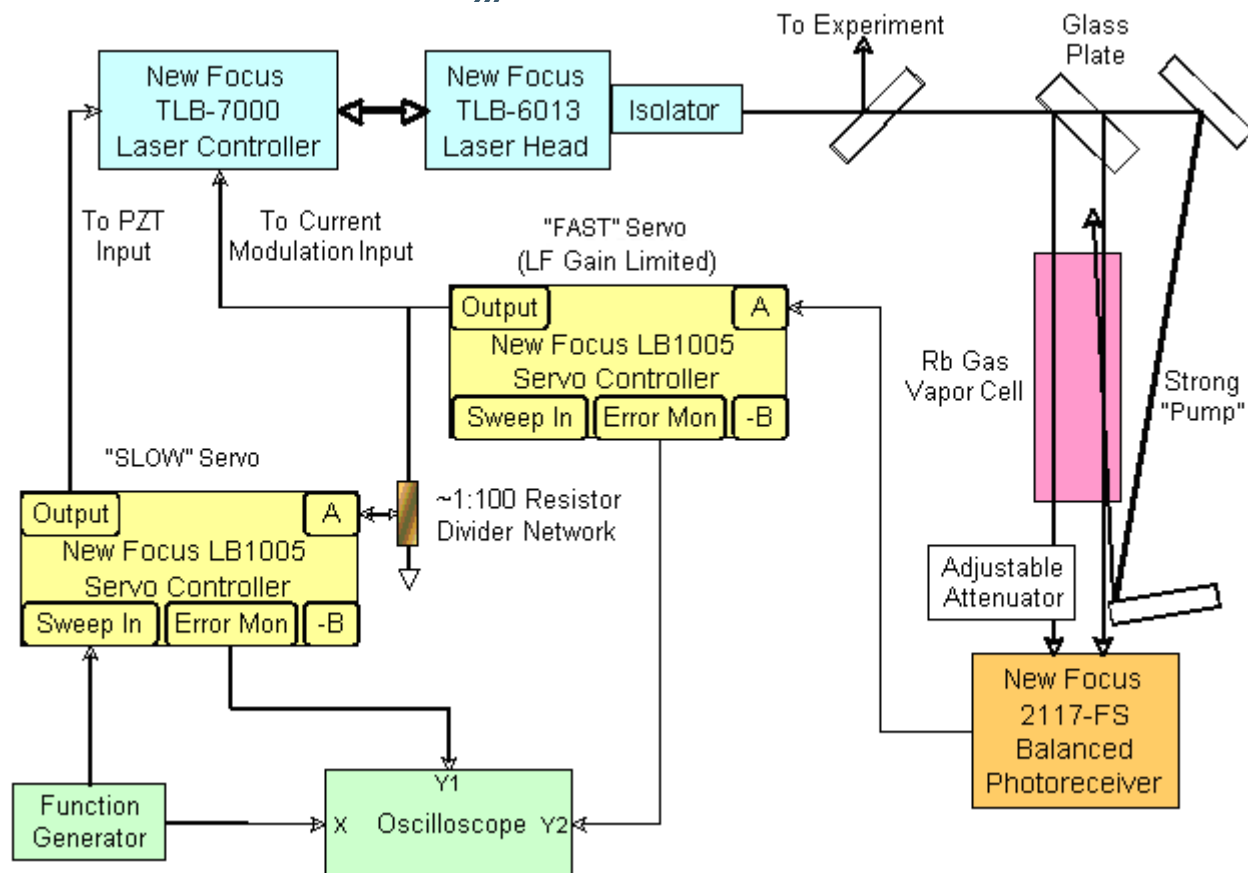 To Experiment
Glass
Plate
New Focus
TLB-7000
Laser Controller
New Focus
TLB-6013
Laser Head
Isolator
To PZT
Input
To Current
Modulation Input
"FAST" Servo
(LF Gain Limited)
Output
A
New Focus LB1005
Servo Controller
Sweep In
Error Mon
-B
Rb Gas
Vapor Cell
Strong
"Pump"
"SLOW" Servo
Output
A
New Focus LB1005
Servo Controller
Sweep In
Error Mon
-B
~1:100 Resistor
Divider Network
Adjustable
Attenuator
New Focus
2117-FS
Balanced
Photoreceiver
Function
Generator
Y1
X
Oscilloscope
Y2